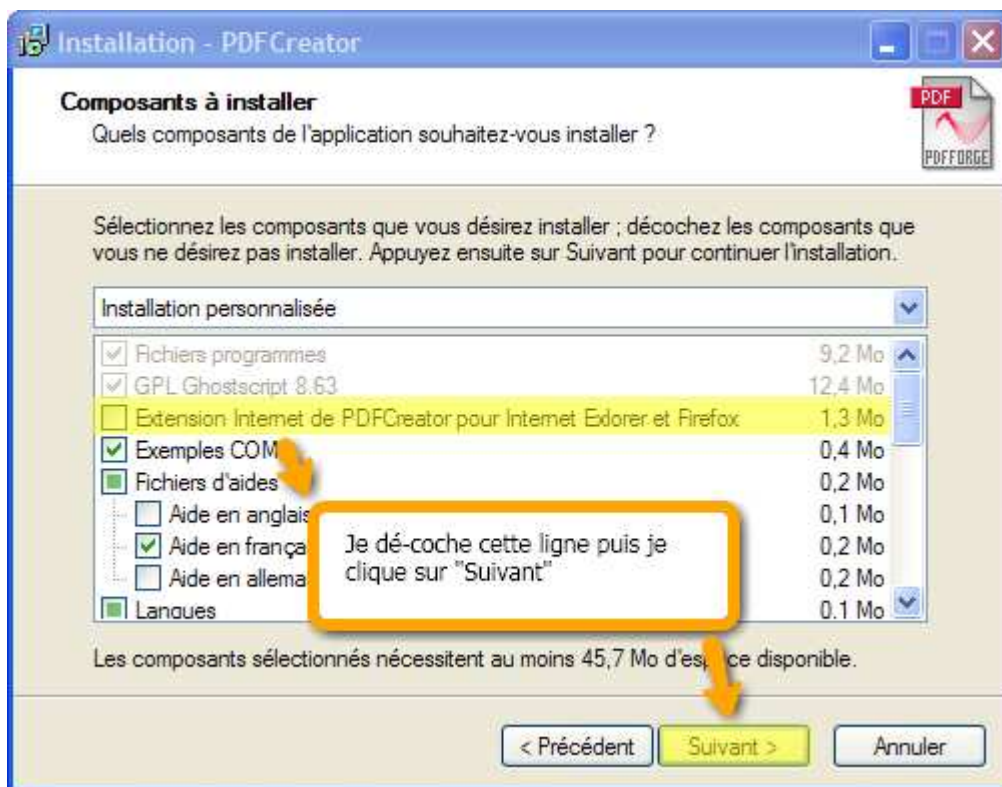 Installation - PDFCreator
Composants à installer
Quels composants de l'application souhaitez-vous installer ?
PDF
PDFFORGE
Sélectionnez les composants que vous désirez installer ; décochez les composants que
vous ne désirez pas installer. Appuyez ensuite sur Suivant pour continuer l'installation.
Installation personnalisée
Fichiers programmes 9,2 Mo
GPL Ghostscript 8.63 12,4 Mo
Extension Internet de PDFCreator pour Internet Exlorer et Firefox 1,3 Mo
Exemples COM 0,4 Mo
Fichiers d'aides 0,2 Mo
Aide en anglais 0,1 Mo
Aide en frança 0,2 Mo
Aide en allema 0,2 Mo
Langues 0.1 Mo
Je dé-coche cette ligne puis je
clique sur "Suivant"
Les composants sélectionnés nécessitent au moins 45,7 Mo d'espace disponible.
< Précédent Suivant > Annuler